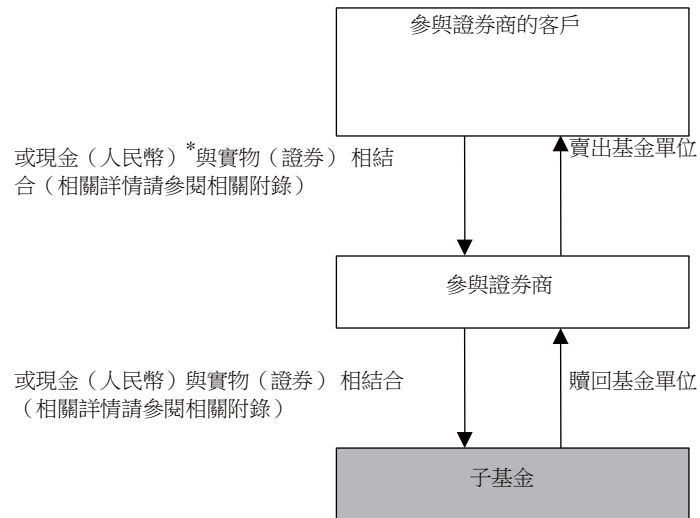 參與證券商的客戶
或現金（人民幣）*與實物（證券） 相結
合（相關詳情請參閱相關附錄）
賣出基金單位
參與證券商
或現金（人民幣）與實物（證券） 相結合
（相關詳情請參閱相關附錄）
贖回基金單位
子基金